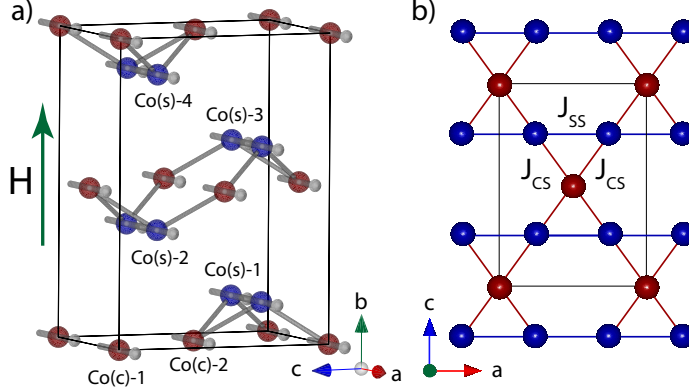 a)
b)
Co(s)-4
Co(s)-3
H
Co(s)-2
Co(s)-1
Co(c)-1
Co(c)-2
b
c
a
J_SS
J_CS
J_CS
c
a